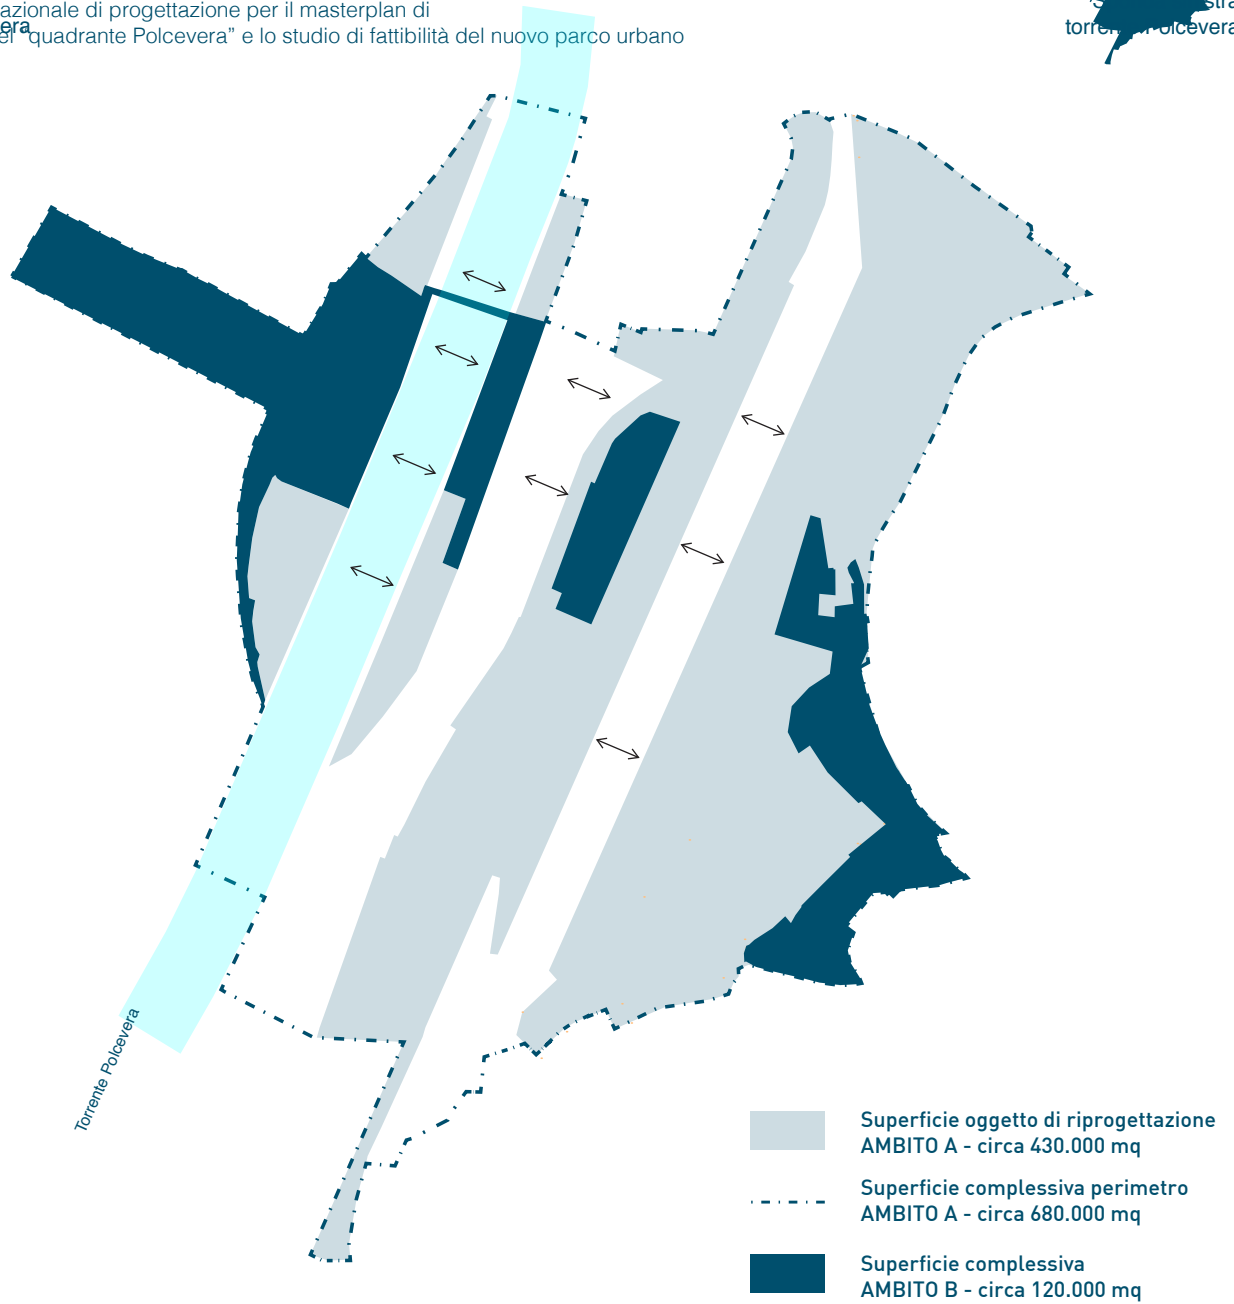 azionale di progettazione per il masterplan di
"quadrante Polcevera” e lo studio di fattibilità del nuovo parco urbano
Torrente Polcevera
Superficie oggetto di riprogettazione
AMBITO A - circa 430.000 mq
Superficie complessiva perimetro
AMBITO A - circa 680.000 mq
Superficie complessiva
AMBITO B - circa 120.000 mq